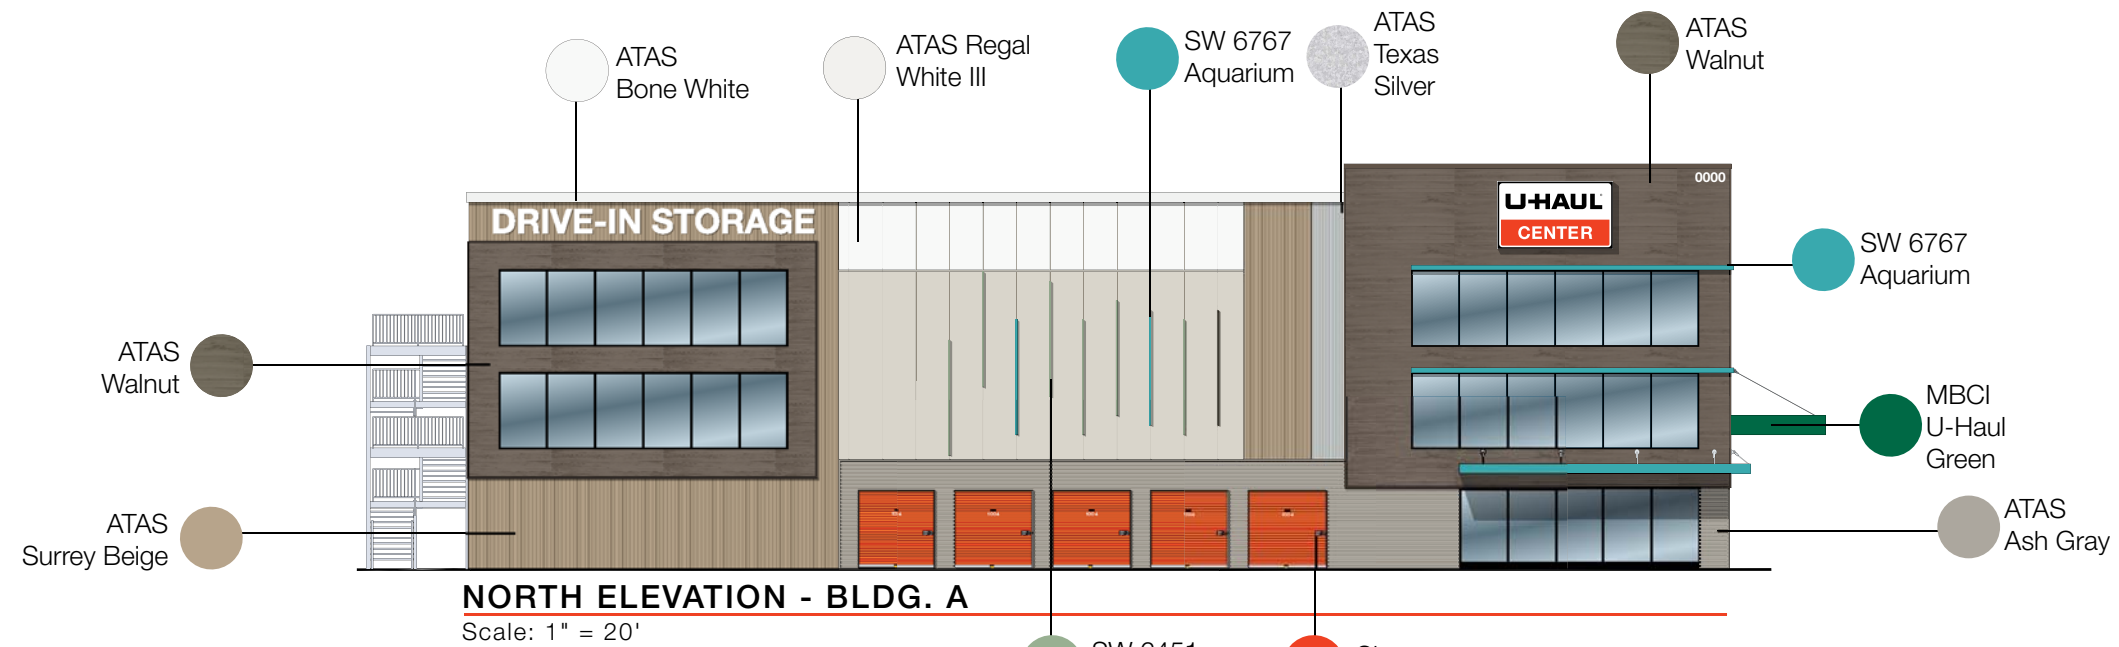 ATAS
Bone White
ATAS Regal
White III
SW 6767
Aquarium
ATAS
Texas
Silver
ATAS
Walnut
DRIVE-IN STORAGE
0000
U-HAUL
CENTER
SW 6767
Aquarium
ATAS
Walnut
MBCI
U-Haul
Green
ATAS
Surrey Beige
ATAS
Ash Gray
NORTH ELEVATION - BLDG. A
Scale: 1" = 20'